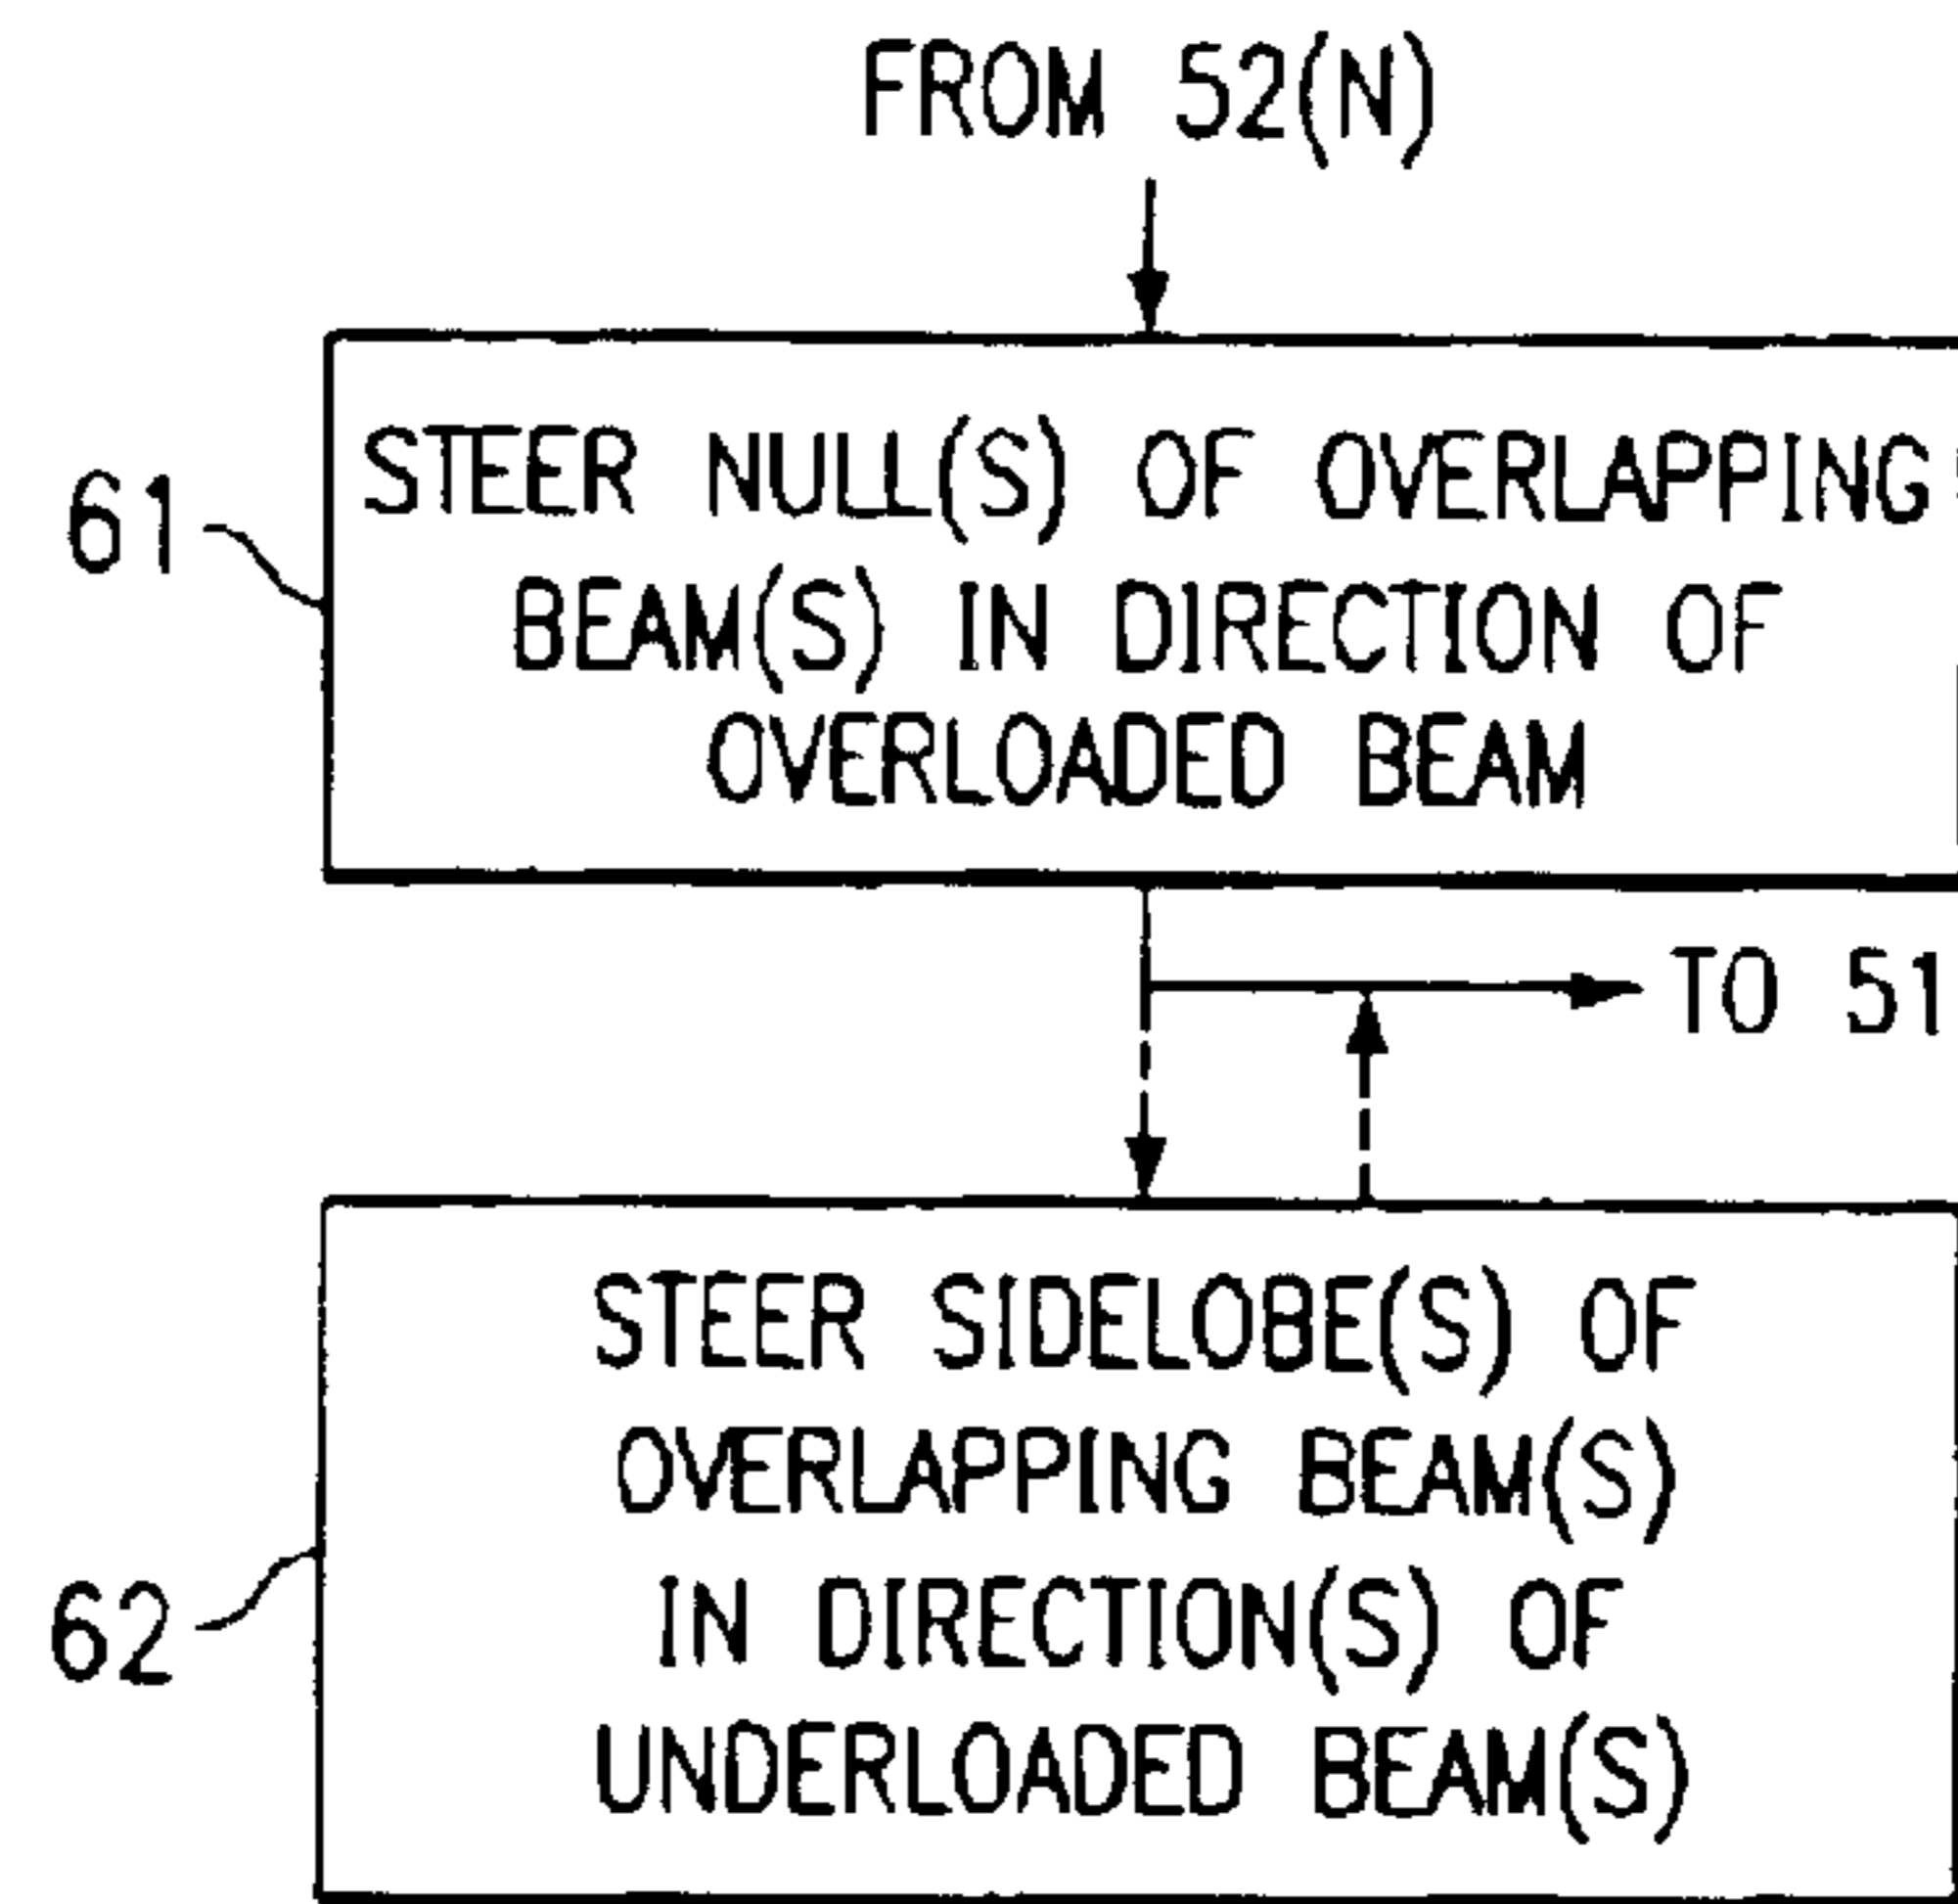 FROM 52(N)
STEER NULL(S) OF OVERLAPPING
61
BEAM(S) IN DIRECTION OF
OVERLOADED BEAM
TO 51
STEER SIDELOBE(S) OF
OVERLAPPING BEAM(S)
62
IN DIRECTION(S) OF
UNDERLOADED BEAM(S)